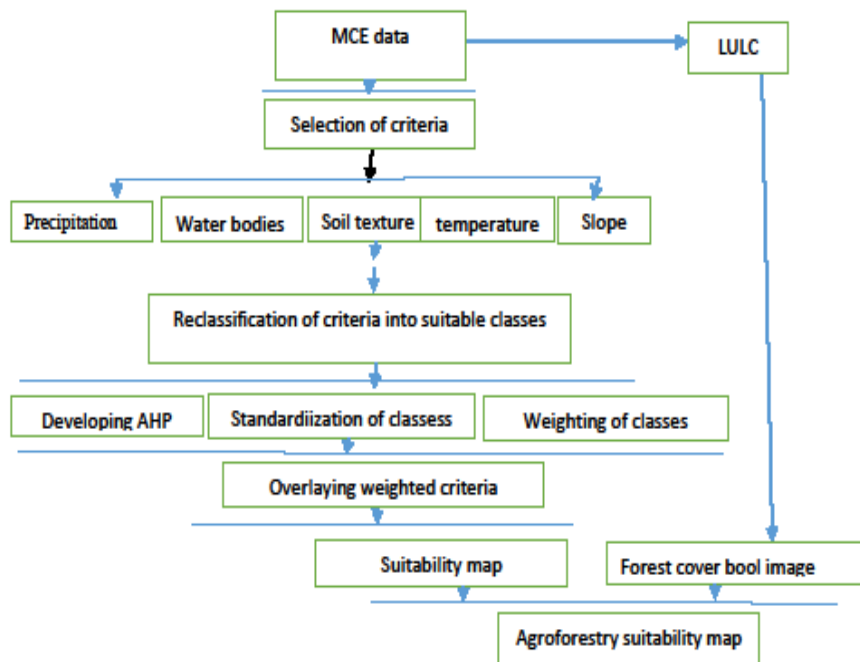 MCE data
LULC
Selection of criteria
Precipitation
Water bodies
Soil texture
temperature
Slope
Reclassification of criteria into suitable classes
Developing AHP
Standardiization of classess
Weighting of classes
Overlaying weighted criteria
Suitability map
Forest cover bool image
Agroforestry suitability map